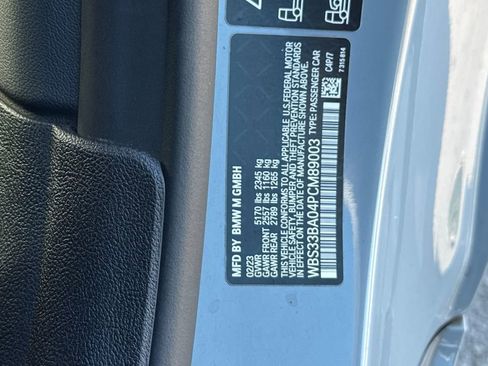 MFD BY BMW M GMBH
02/23
GVWR 5170 lbs 2345 kg
GAWR FRONT 2557 lbs 1160 kg
GAWR REAR 2789 lbs 1265 kg
THIS VEHICLE CONFORMS TO ALL APPLICABLE U.S.FEDERAL MOTOR
VEHICLE SAFETY, BUMPER, AND THEFT PREVENTION STANDARDS
IN EFFECT ON THE DATE OF MANUFACTURE SHOWN ABOVE.
WBS33BA04PCM89003 TYPE: PASSENGER CAR
C4P/7
7 315 814